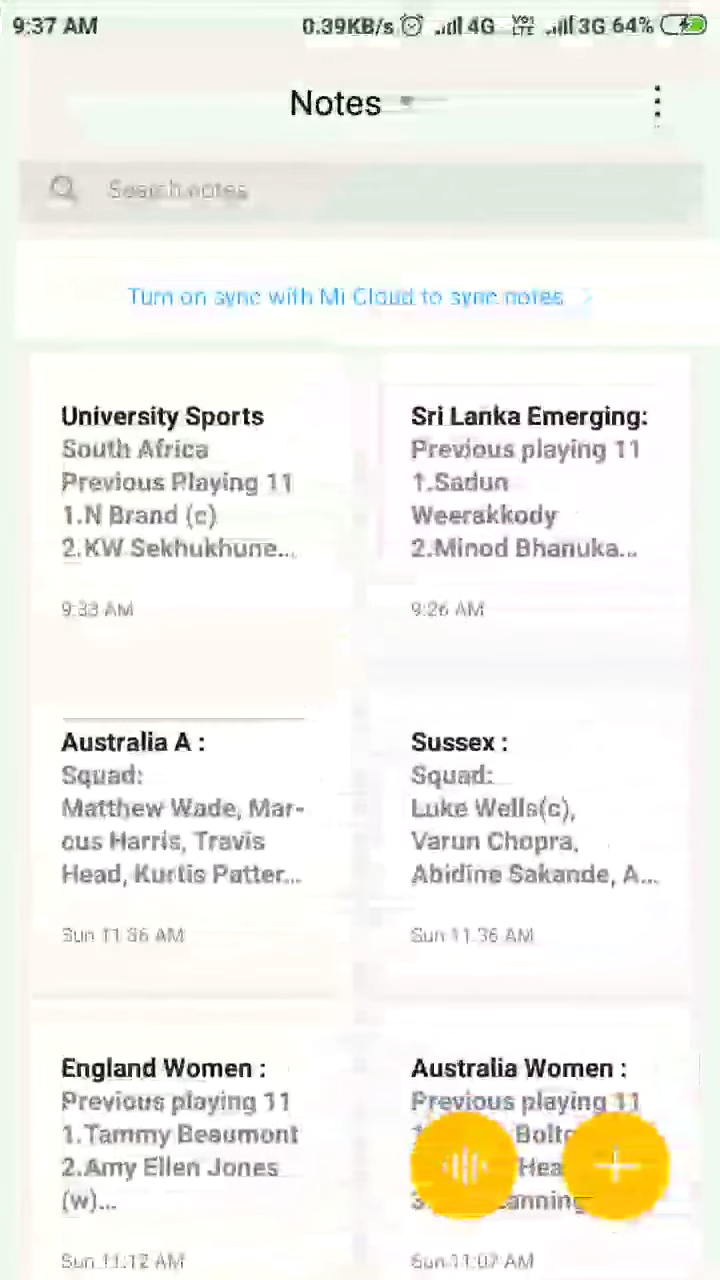 9:37 AM 0.39KB/s 4G VoLTE 3G 64%
Notes
Search notes
Turn on sync with Mi Cloud to sync notes
University Sports
South Africa
Previous Playing 11
1.N Brand (c)
2.KW Sekhukhune...
9:33 AM
Sri Lanka Emerging:
Previous playing 11
1.Sadun
Weerakkody
2.Minod Bhanuka...
9:26 AM
Australia A :
Squad:
Matthew Wade, Mar-
cus Harris, Travis
Head, Kurtis Patter...
Sun 11:36 AM
Sussex :
Squad:
Luke Wells(c),
Varun Chopra,
Abidine Sakande, A...
Sun 11:36 AM
England Women :
Previous playing 11
1.Tammy Beaumont
2.Amy Ellen Jones
(w)...
Sun 11:12 AM
Australia Women :
Previous playing 11
Sun 11:07 AM